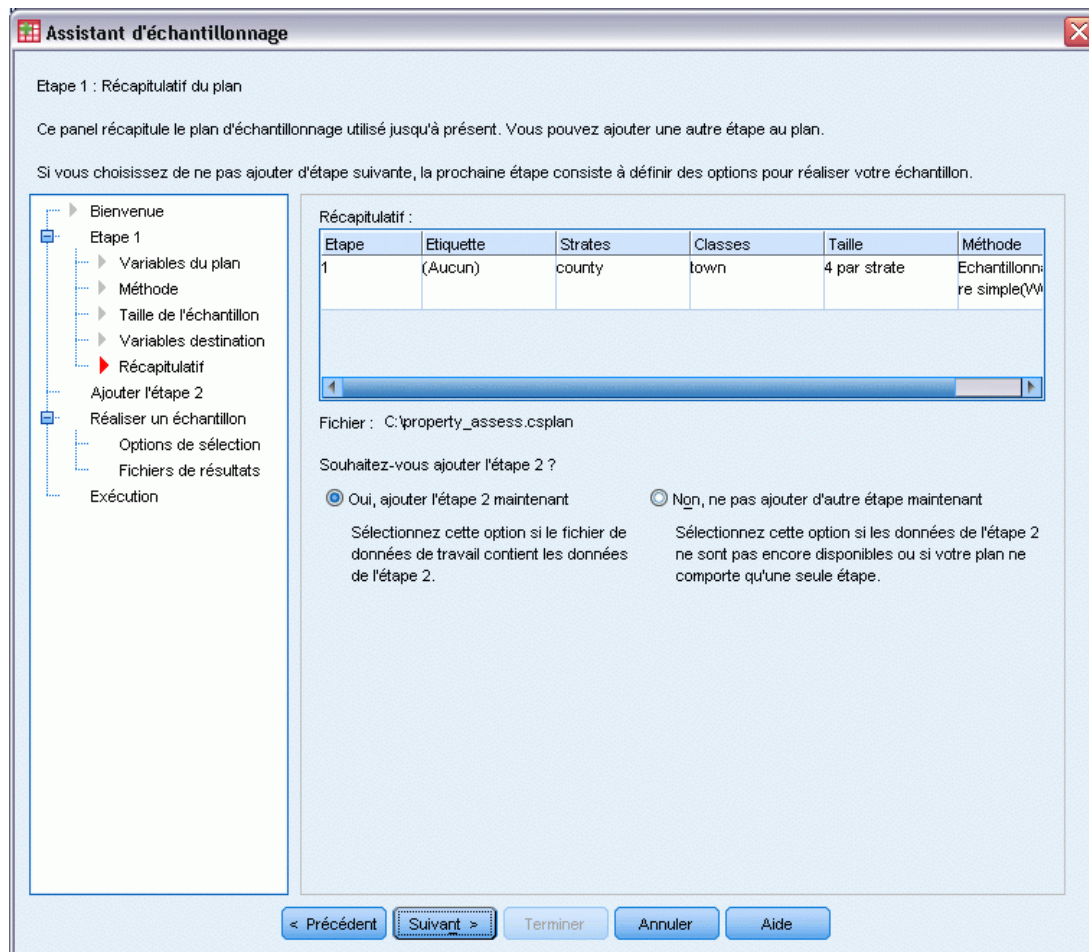 Assistant d'échantillonnage
Etape 1 : Récapitulatif du plan
Ce panel récapitule le plan d'échantillonnage utilisé jusqu'à présent. Vous pouvez ajouter une autre étape au plan.
Si vous choisissez de ne pas ajouter d'étape suivante, la prochaine étape consiste à définir des options pour réaliser votre échantillon.
Bienvenue
Etape 1
Variables du plan
Méthode
Taille de l'échantillon
Variables destination
Récapitulatif
Ajouter l'étape 2
Réaliser un échantillon
Options de sélection
Fichiers de résultats
Exécution
Récapitulatif :
Etape Etiquette Strates Classes Taille Méthode
1 (Aucun) county town 4 par strate
re simple
Fichier : C:\property_assess.csplan
Souhaitez-vous ajouter l'étape 2 ?
Oui, ajouter l'étape 2 maintenant
Sélectionnez cette option si le fichier de
données de travail contient les données
de l'étape 2.
Non, ne pas ajouter d'autre étape maintenant
Sélectionnez cette option si les données de l'étape 2
ne sont pas encore disponibles ou si votre plan ne
comporte qu'une seule étape.
< Précédent Suivant > Terminer Annuler Aide